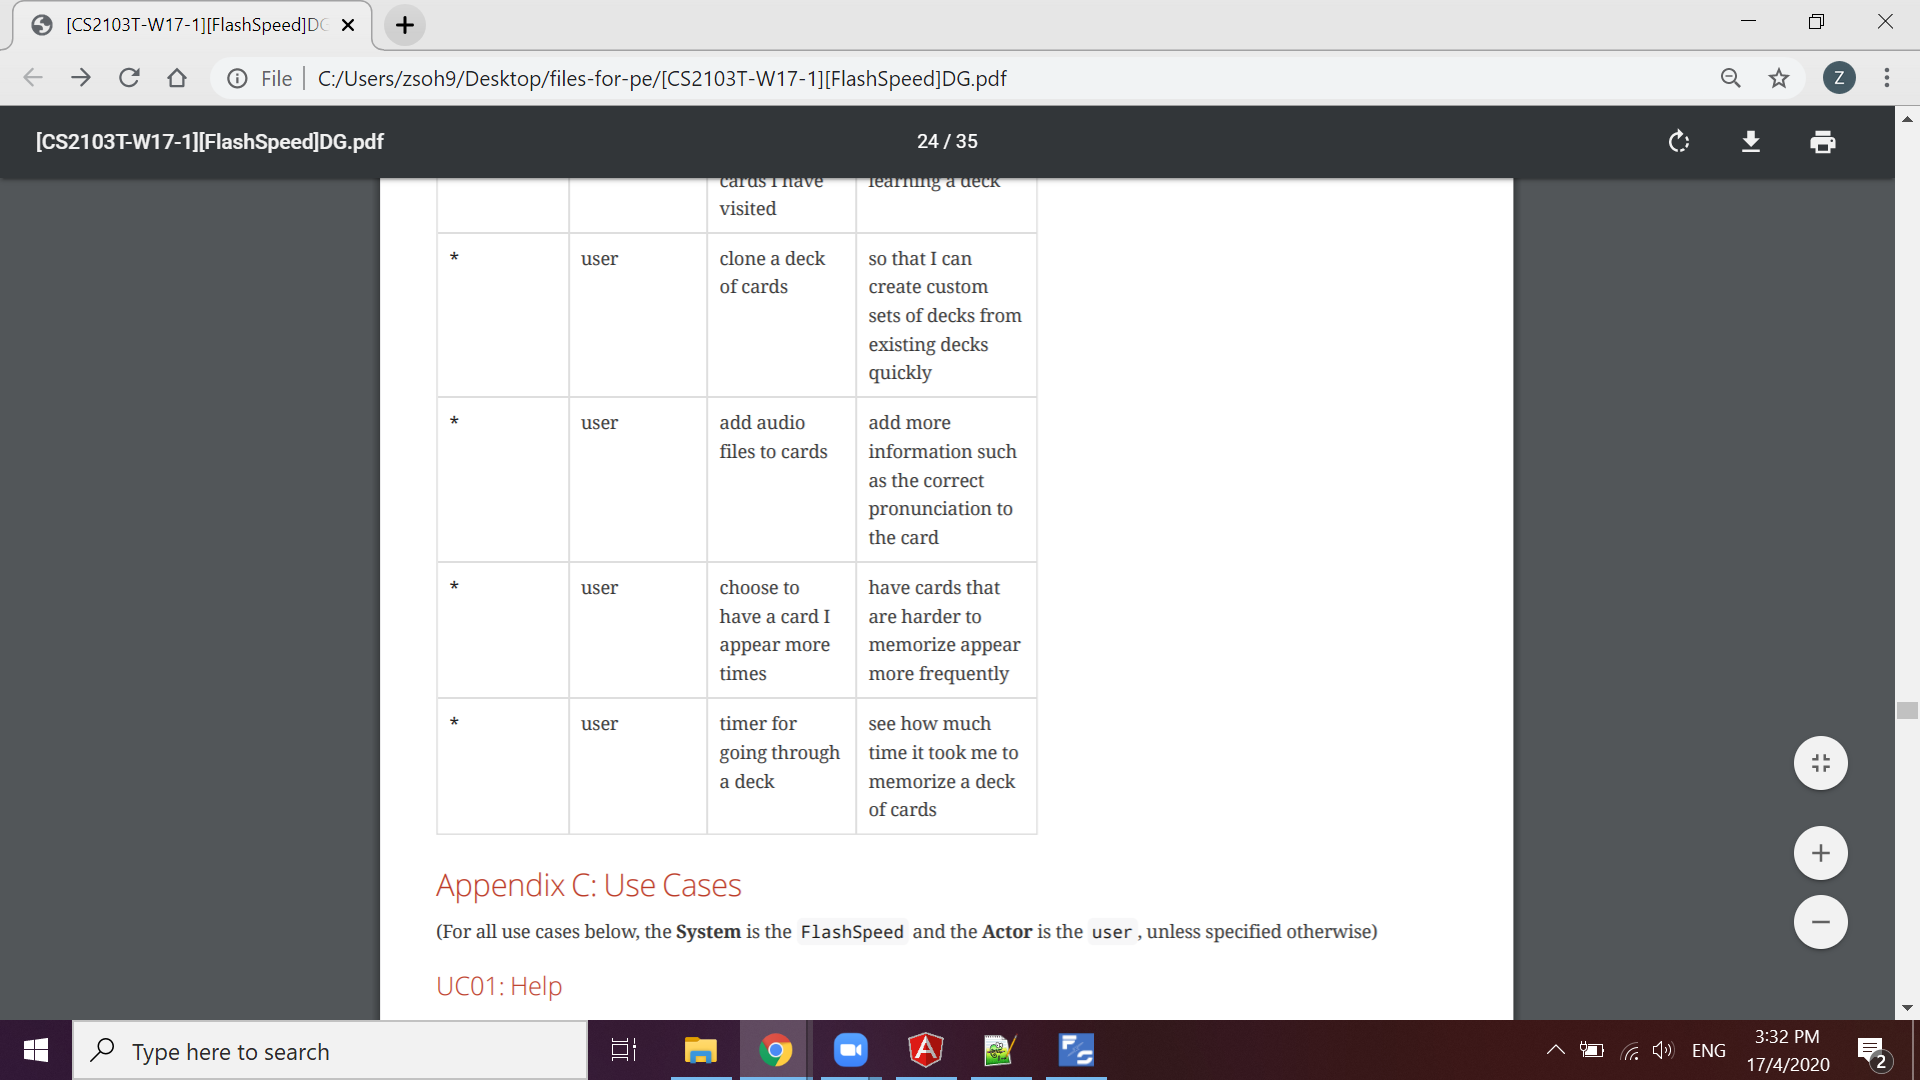 [CS2103T-W17-1][FlashSpeed]DG
File
C:/Users/zsoh9/Desktop/files-for-pe/[CS2103T-W17-1][FlashSpeed]DG.pdf
Z
[CS2103T-W17-1][FlashSpeed]DG.pdf
24 / 35
cards I have
visited
learning a deck
*
user
clone a deck
of cards
so that I can
create custom
sets of decks from
existing decks
quickly
*
user
add audio
files to cards
add more
information such
as the correct
pronunciation to
the card
*
user
choose to
have a card I
appear more
times
have cards that
are harder to
memorize appear
more frequently
*
user
timer for
going through
a deck
see how much
time it took me to
memorize a deck
of cards
Appendix C: Use Cases
(For all use cases below, the System is the FlashSpeed and the Actor is the user, unless specified otherwise)
UC01: Help
Type here to search
ENG
3:32 PM
17/4/2020
2